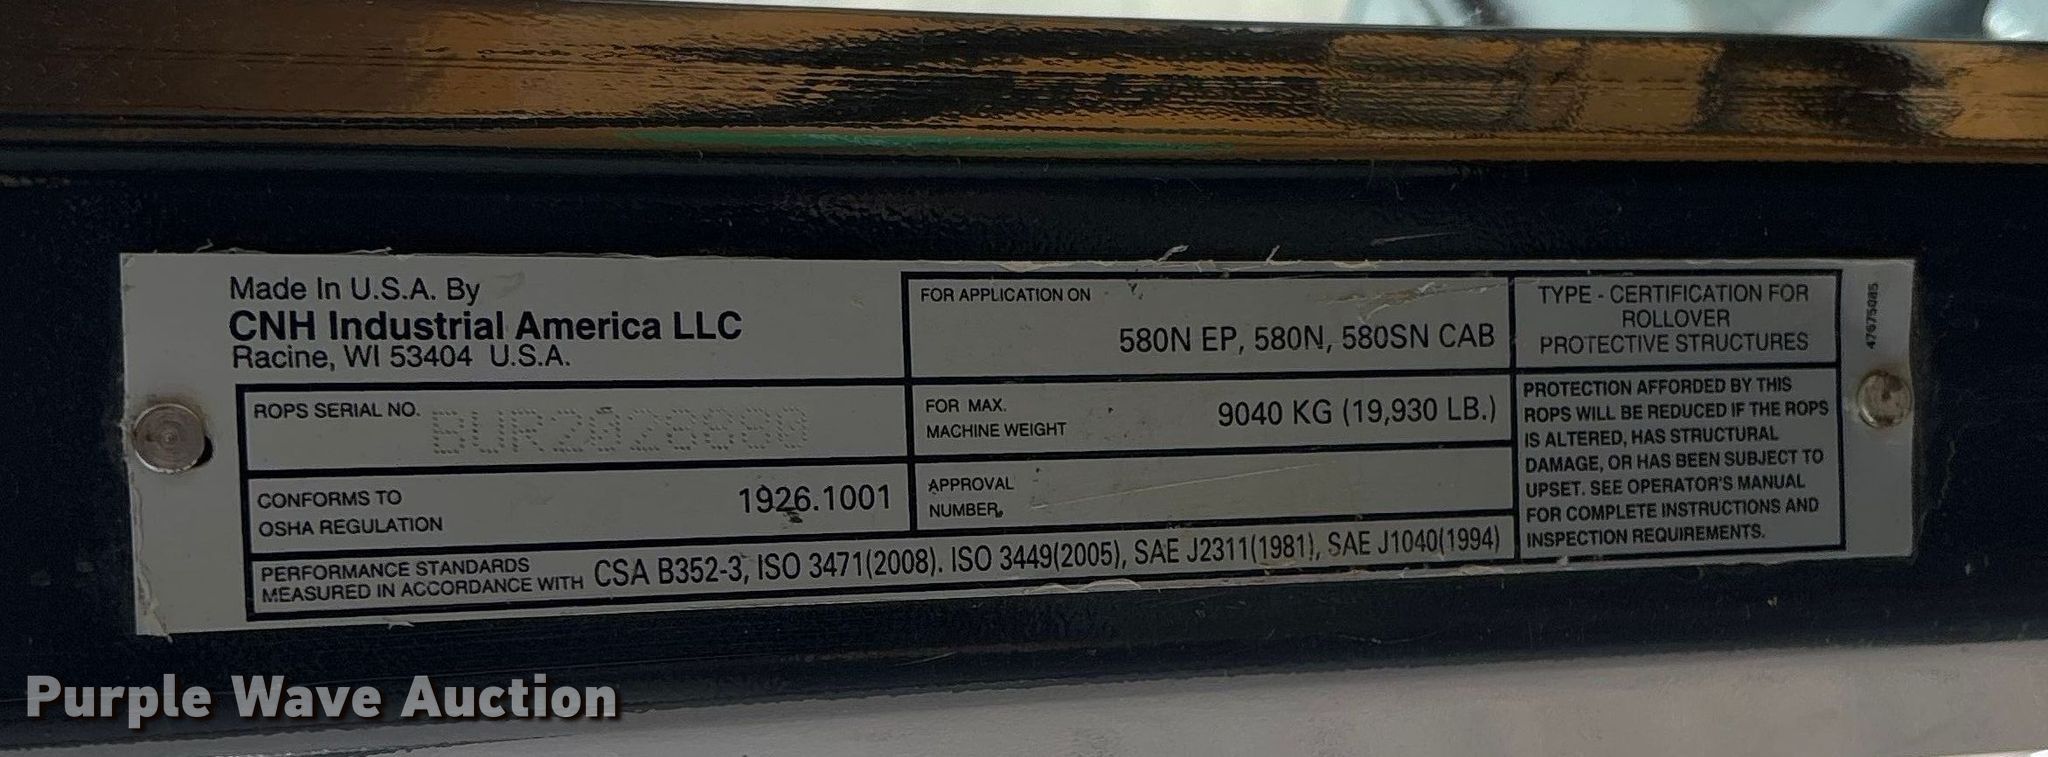 Made In U.S.A. By
CNH Industrial America LLC
Racine, WI 53404 U.S.A.
ROPS SERIAL NO.
CONFORMS TO
OSHA REGULATION
1926.1001
PERFORMANCE STANDARDS
MEASURED IN ACCORDANCE WITH
CSA B352-3, ISO 3471(2008). ISO 3449(2005), SAE J2311(1981), SAE J1040(1994)
FOR APPLICATION ON
580N EP, 580N, 580SN CAB
FOR MAX.
MACHINE WEIGHT
9040 KG (19,930 LB.)
APPROVAL
NUMBER
TYPE - CERTIFICATION FOR
ROLLOVER
PROTECTIVE STRUCTURES
PROTECTION AFFORDED BY THIS
ROPS WILL BE REDUCED IF THE ROPS
IS ALTERED, HAS STRUCTURAL
DAMAGE, OR HAS BEEN SUBJECT TO
UPSET. SEE OPERATOR'S MANUAL
FOR COMPLETE INSTRUCTIONS AND
INSPECTION REQUIREMENTS.
Purple Wave Auction